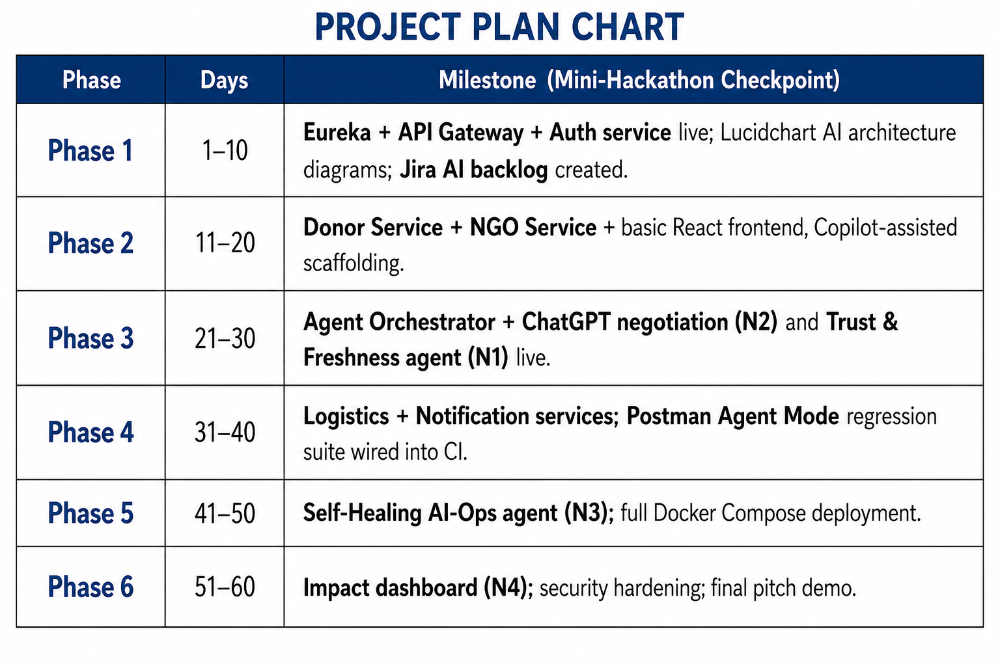 PROJECT PLAN CHART
Phase Days Milestone (Mini-Hackathon Checkpoint)
Phase 1 1–10 Eureka + API Gateway + Auth service live; Lucidchart AI architecture
diagrams; Jira AI backlog created.
Phase 2 11–20 Donor Service + NGO Service + basic React frontend, Copilot-assisted
scaffolding.
Phase 3 21–30 Agent Orchestrator + ChatGPT negotiation (N2) and Trust &
Freshness agent (N1) live.
Phase 4 31–40 Logistics + Notification services; Postman Agent Mode regression
suite wired into CI.
Phase 5 41–50 Self-Healing AI-Ops agent (N3); full Docker Compose deployment.
Phase 6 51–60 Impact dashboard (N4); security hardening; final pitch demo.